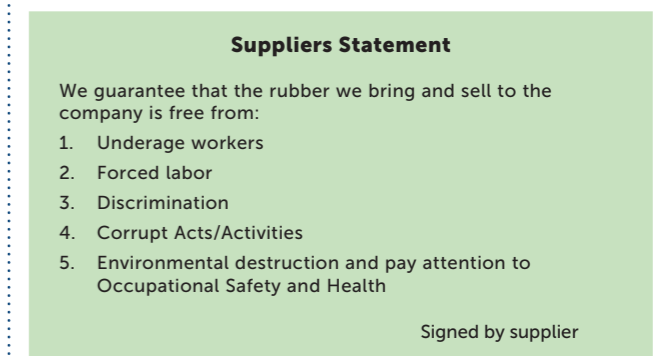 Suppliers Statement
We guarantee that the rubber we bring and sell to the
company is free from:
1. Underage workers
2. Forced labor
3. Discrimination
4. Corrupt Acts/Activities
5. Environmental destruction and pay attention to
Occupational Safety and Health
Signed by supplier